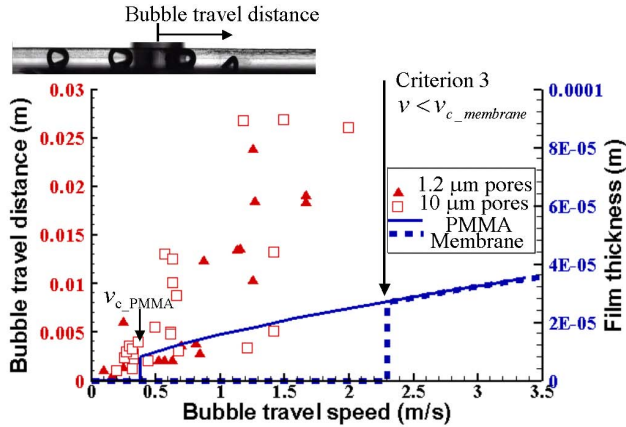 Bubble travel distance
0.03
0.025
0.02
0.015
0.01
0.005
0
Bubble travel distance (m)
0
0.5
1
1.5
2
2.5
3
3.5
Bubble travel speed (m/s)
0.0001
8E-05
6E-05
4E-05
2E-05
0
Film thickness (m)
Criterion 3
v < v_c_membrane
1.2 μm pores
10 μm pores
PMMA
Membrane
v_c_PMMA